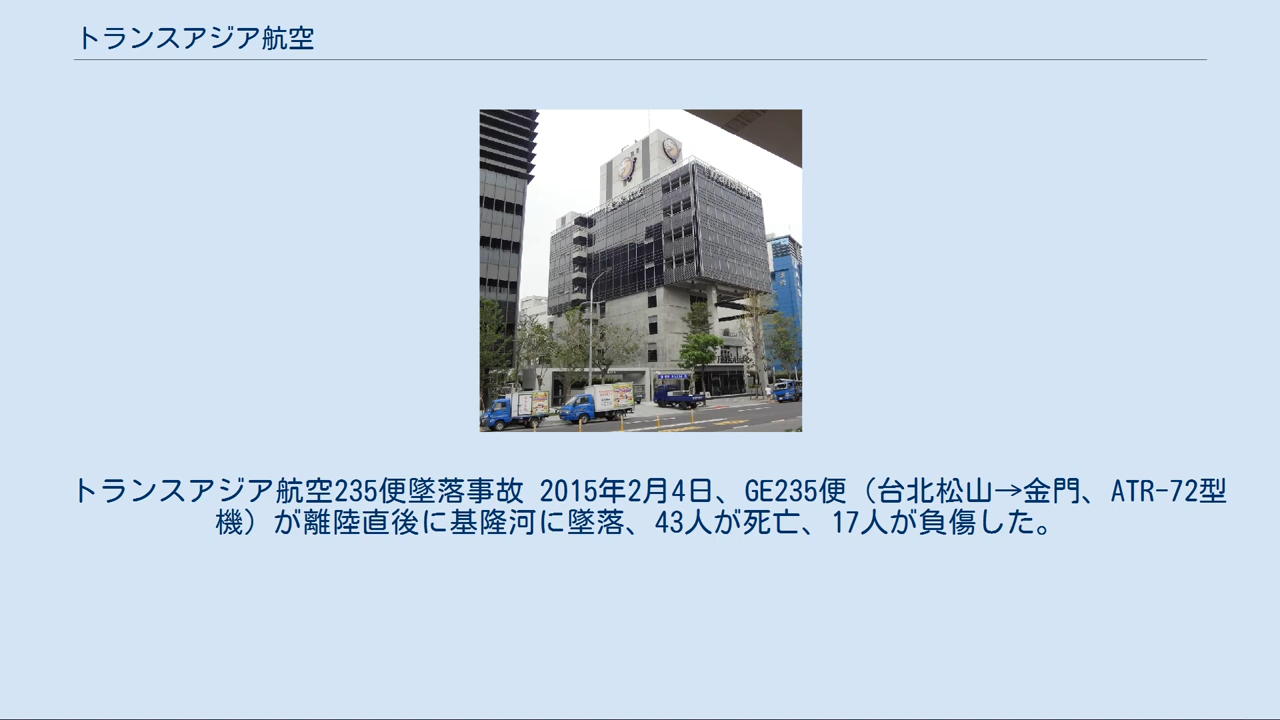 トランスアジア航空
トランスアジア航空235便墜落事故 2015年2月4日、GE235便（台北松山→金門、ATR-72型
機）が離陸直後に基隆河に墜落、43人が死亡、17人が負傷した。